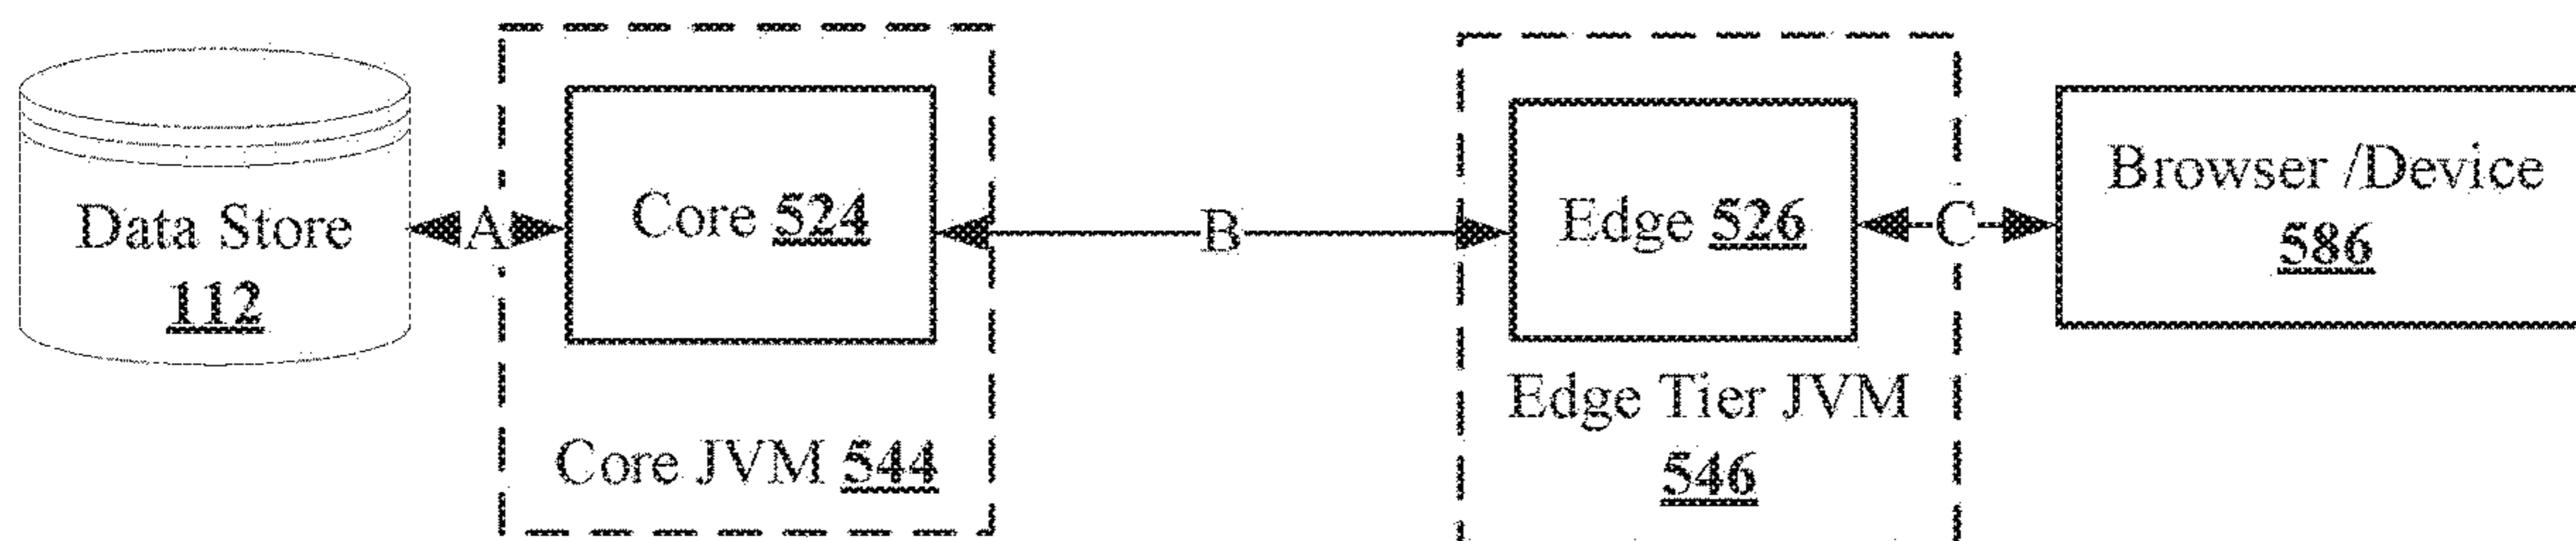 Data Store
112
A
Core 524
Core JVM 544
B
Edge 526
Edge Tier JVM
546
C
Browser /Device
586